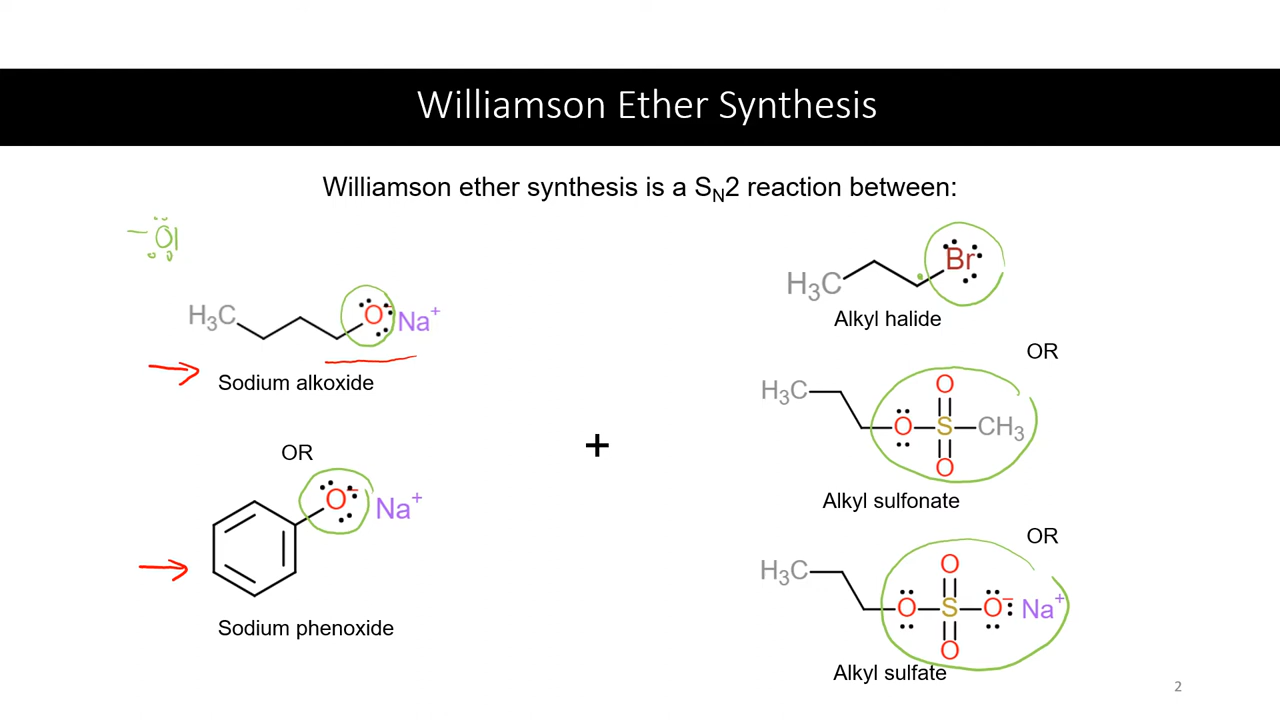 Williamson Ether Synthesis
Williamson ether synthesis is a S_N2 reaction between:
H₃C O⁻ Na⁺
Sodium alkoxide
OR
O⁻ Na⁺
Sodium phenoxide
+
H₃C Br
Alkyl halide
OR
O
H₃C O S CH₃
O
Alkyl sulfonate
OR
O
H₃C O S O⁻ Na⁺
O
Alkyl sulfate
2